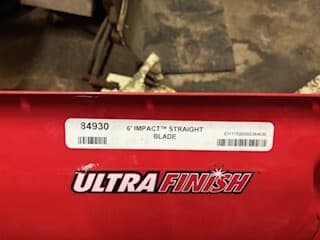 84930
6' IMPACT™ STRAIGHT
BLADE
ULTRA FINISH